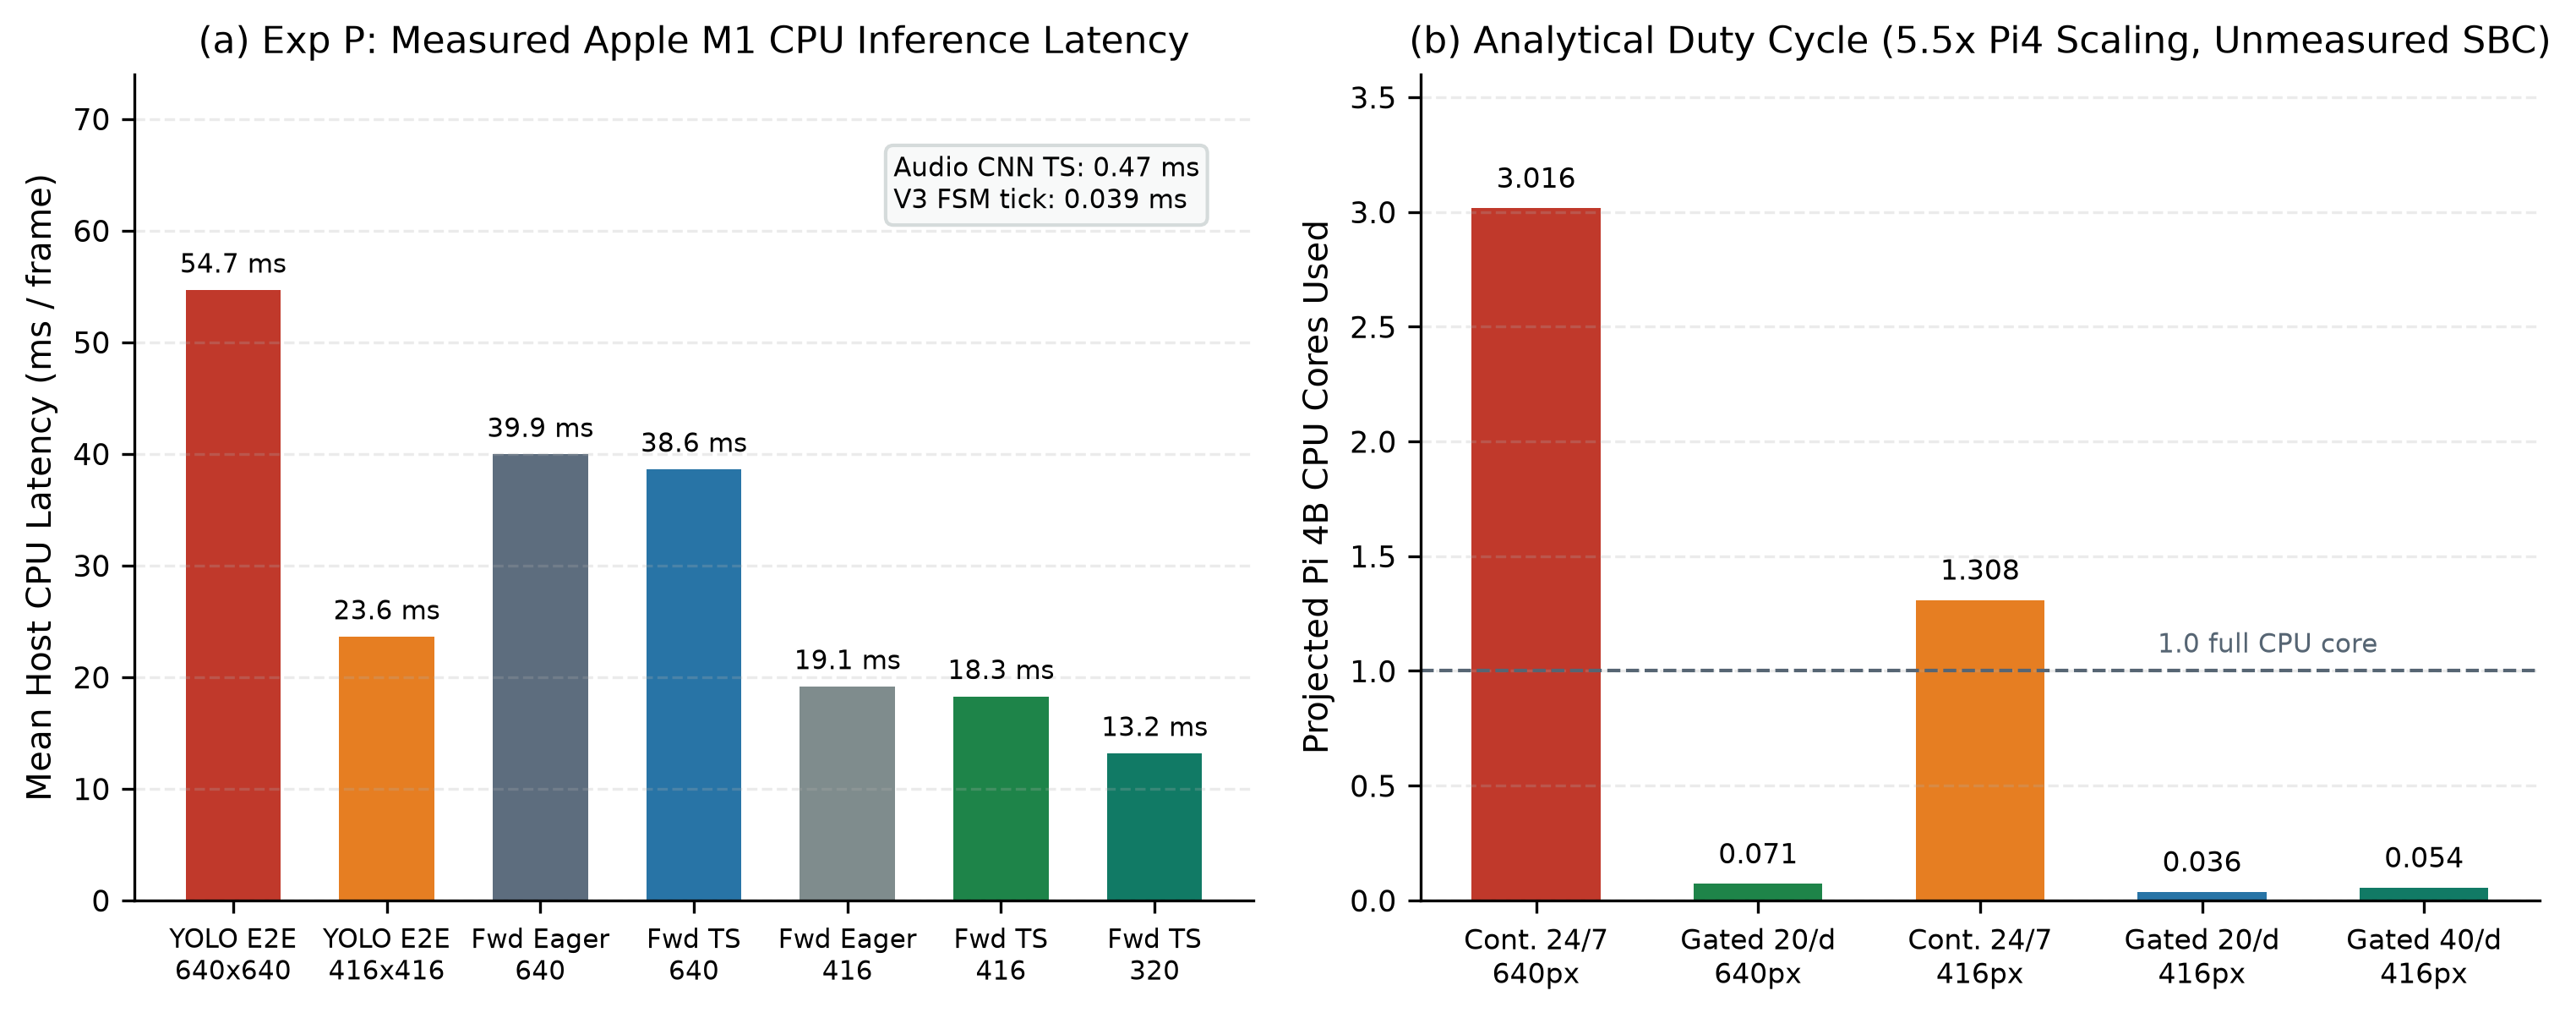 (a) Exp P: Measured Apple M1 CPU Inference Latency
Mean Host CPU Latency (ms / frame)
70
60
50
40
30
20
10
0
Audio CNN TS: 0.47 ms
V3 FSM tick: 0.039 ms
54.7 ms
23.6 ms
39.9 ms
38.6 ms
19.1 ms
18.3 ms
13.2 ms
YOLO E2E
640x640
YOLO E2E
416x416
Fwd Eager
640
Fwd TS
640
Fwd Eager
416
Fwd TS
416
Fwd TS
320
(b) Analytical Duty Cycle (5.5x Pi4 Scaling, Unmeasured SBC)
Projected Pi 4B CPU Cores Used
3.5
3.0
2.5
2.0
1.5
1.0
0.5
0.0
3.016
0.071
1.308
0.036
0.054
1.0 full CPU core
Cont. 24/7
640px
Gated 20/d
640px
Cont. 24/7
416px
Gated 20/d
416px
Gated 40/d
416px